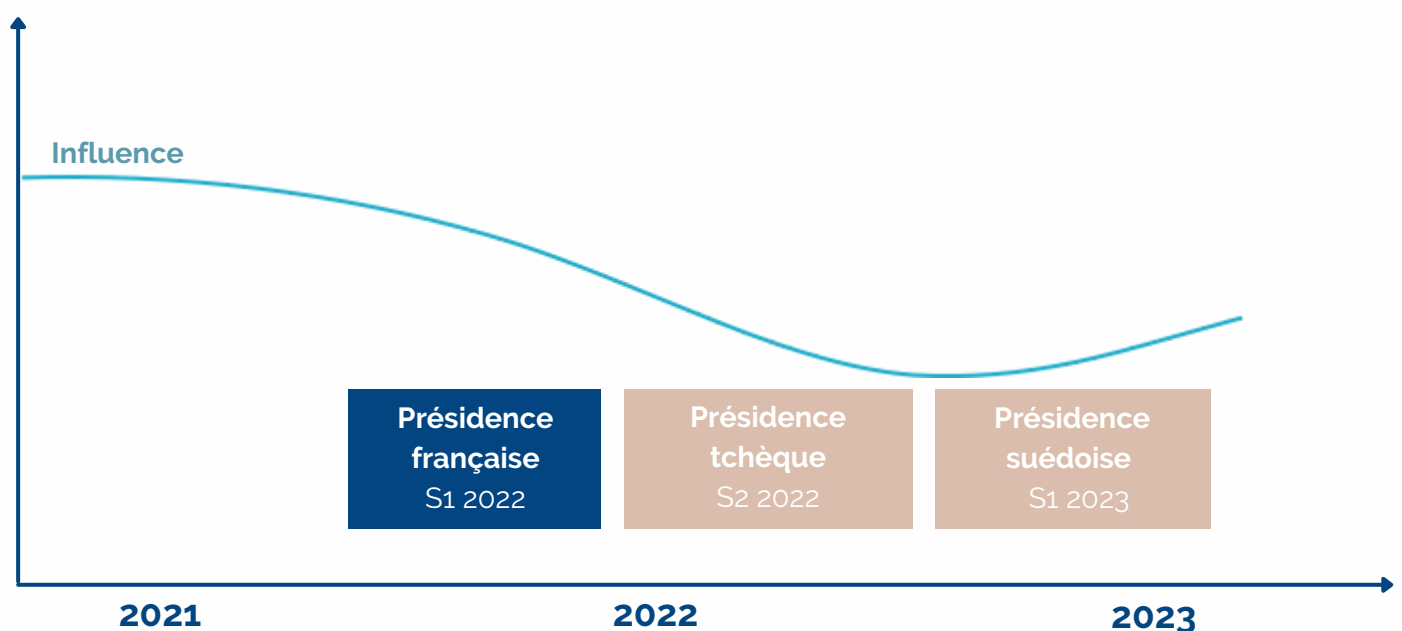 Influence
Présidence
française
S1 2022
Présidence
tchèque
S2 2022
Présidence
suédoise
S1 2023
2021
2022
2023